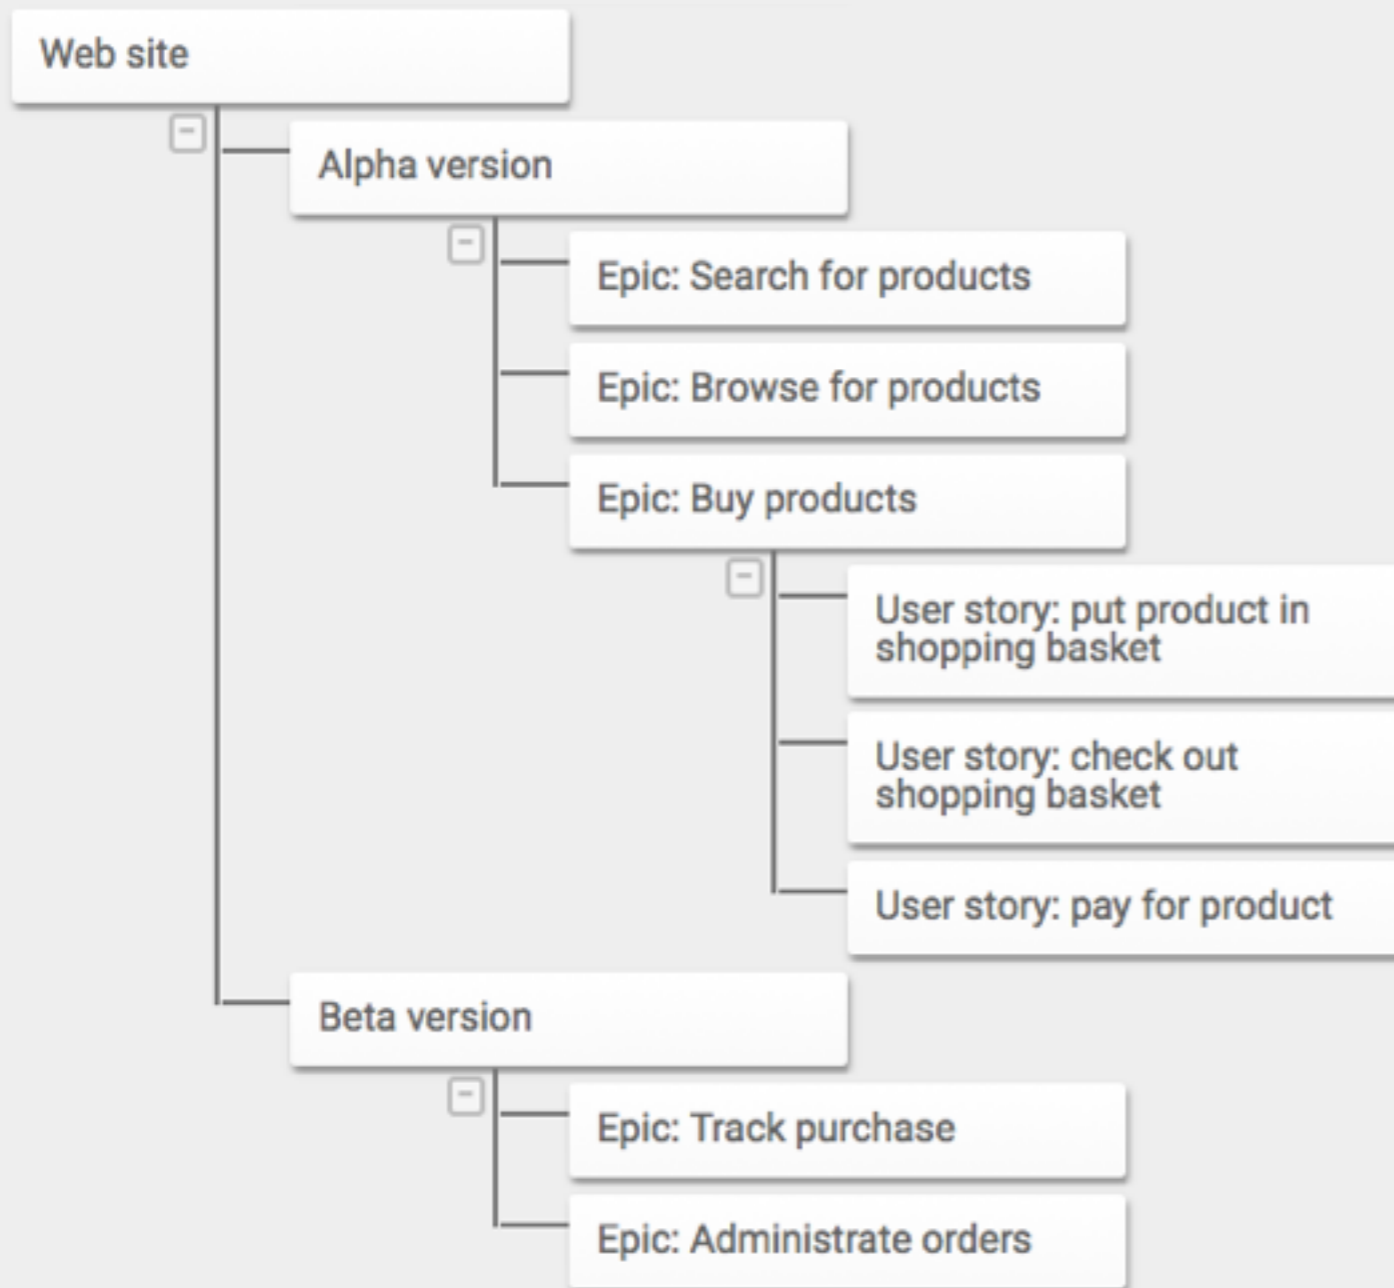 Web site
Alpha version
Epic: Search for products
Epic: Browse for products
Epic: Buy products
User story: put product in
shopping basket
User story: check out
shopping basket
User story: pay for product
Beta version
Epic: Track purchase
Epic: Administrate orders